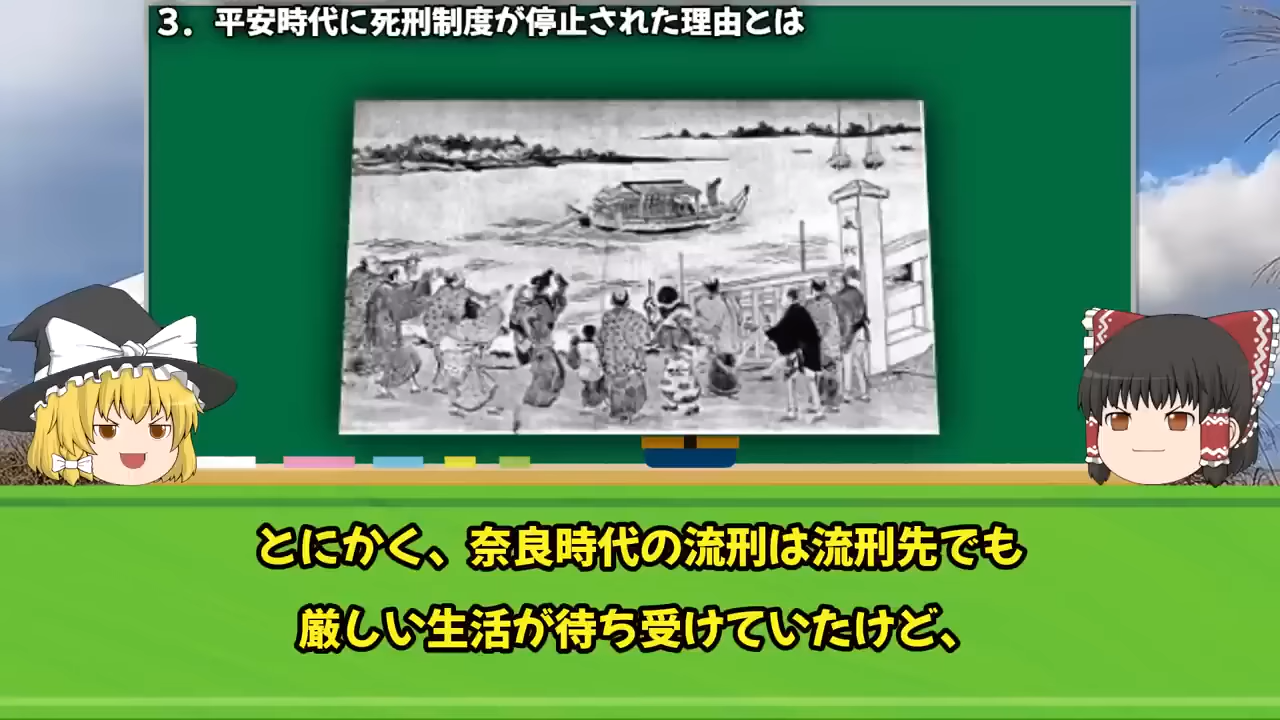 3．平安時代に死刑制度が停止された理由とは
とにかく、奈良時代の流刑は流刑先でも
厳しい生活が待ち受けていたけど、